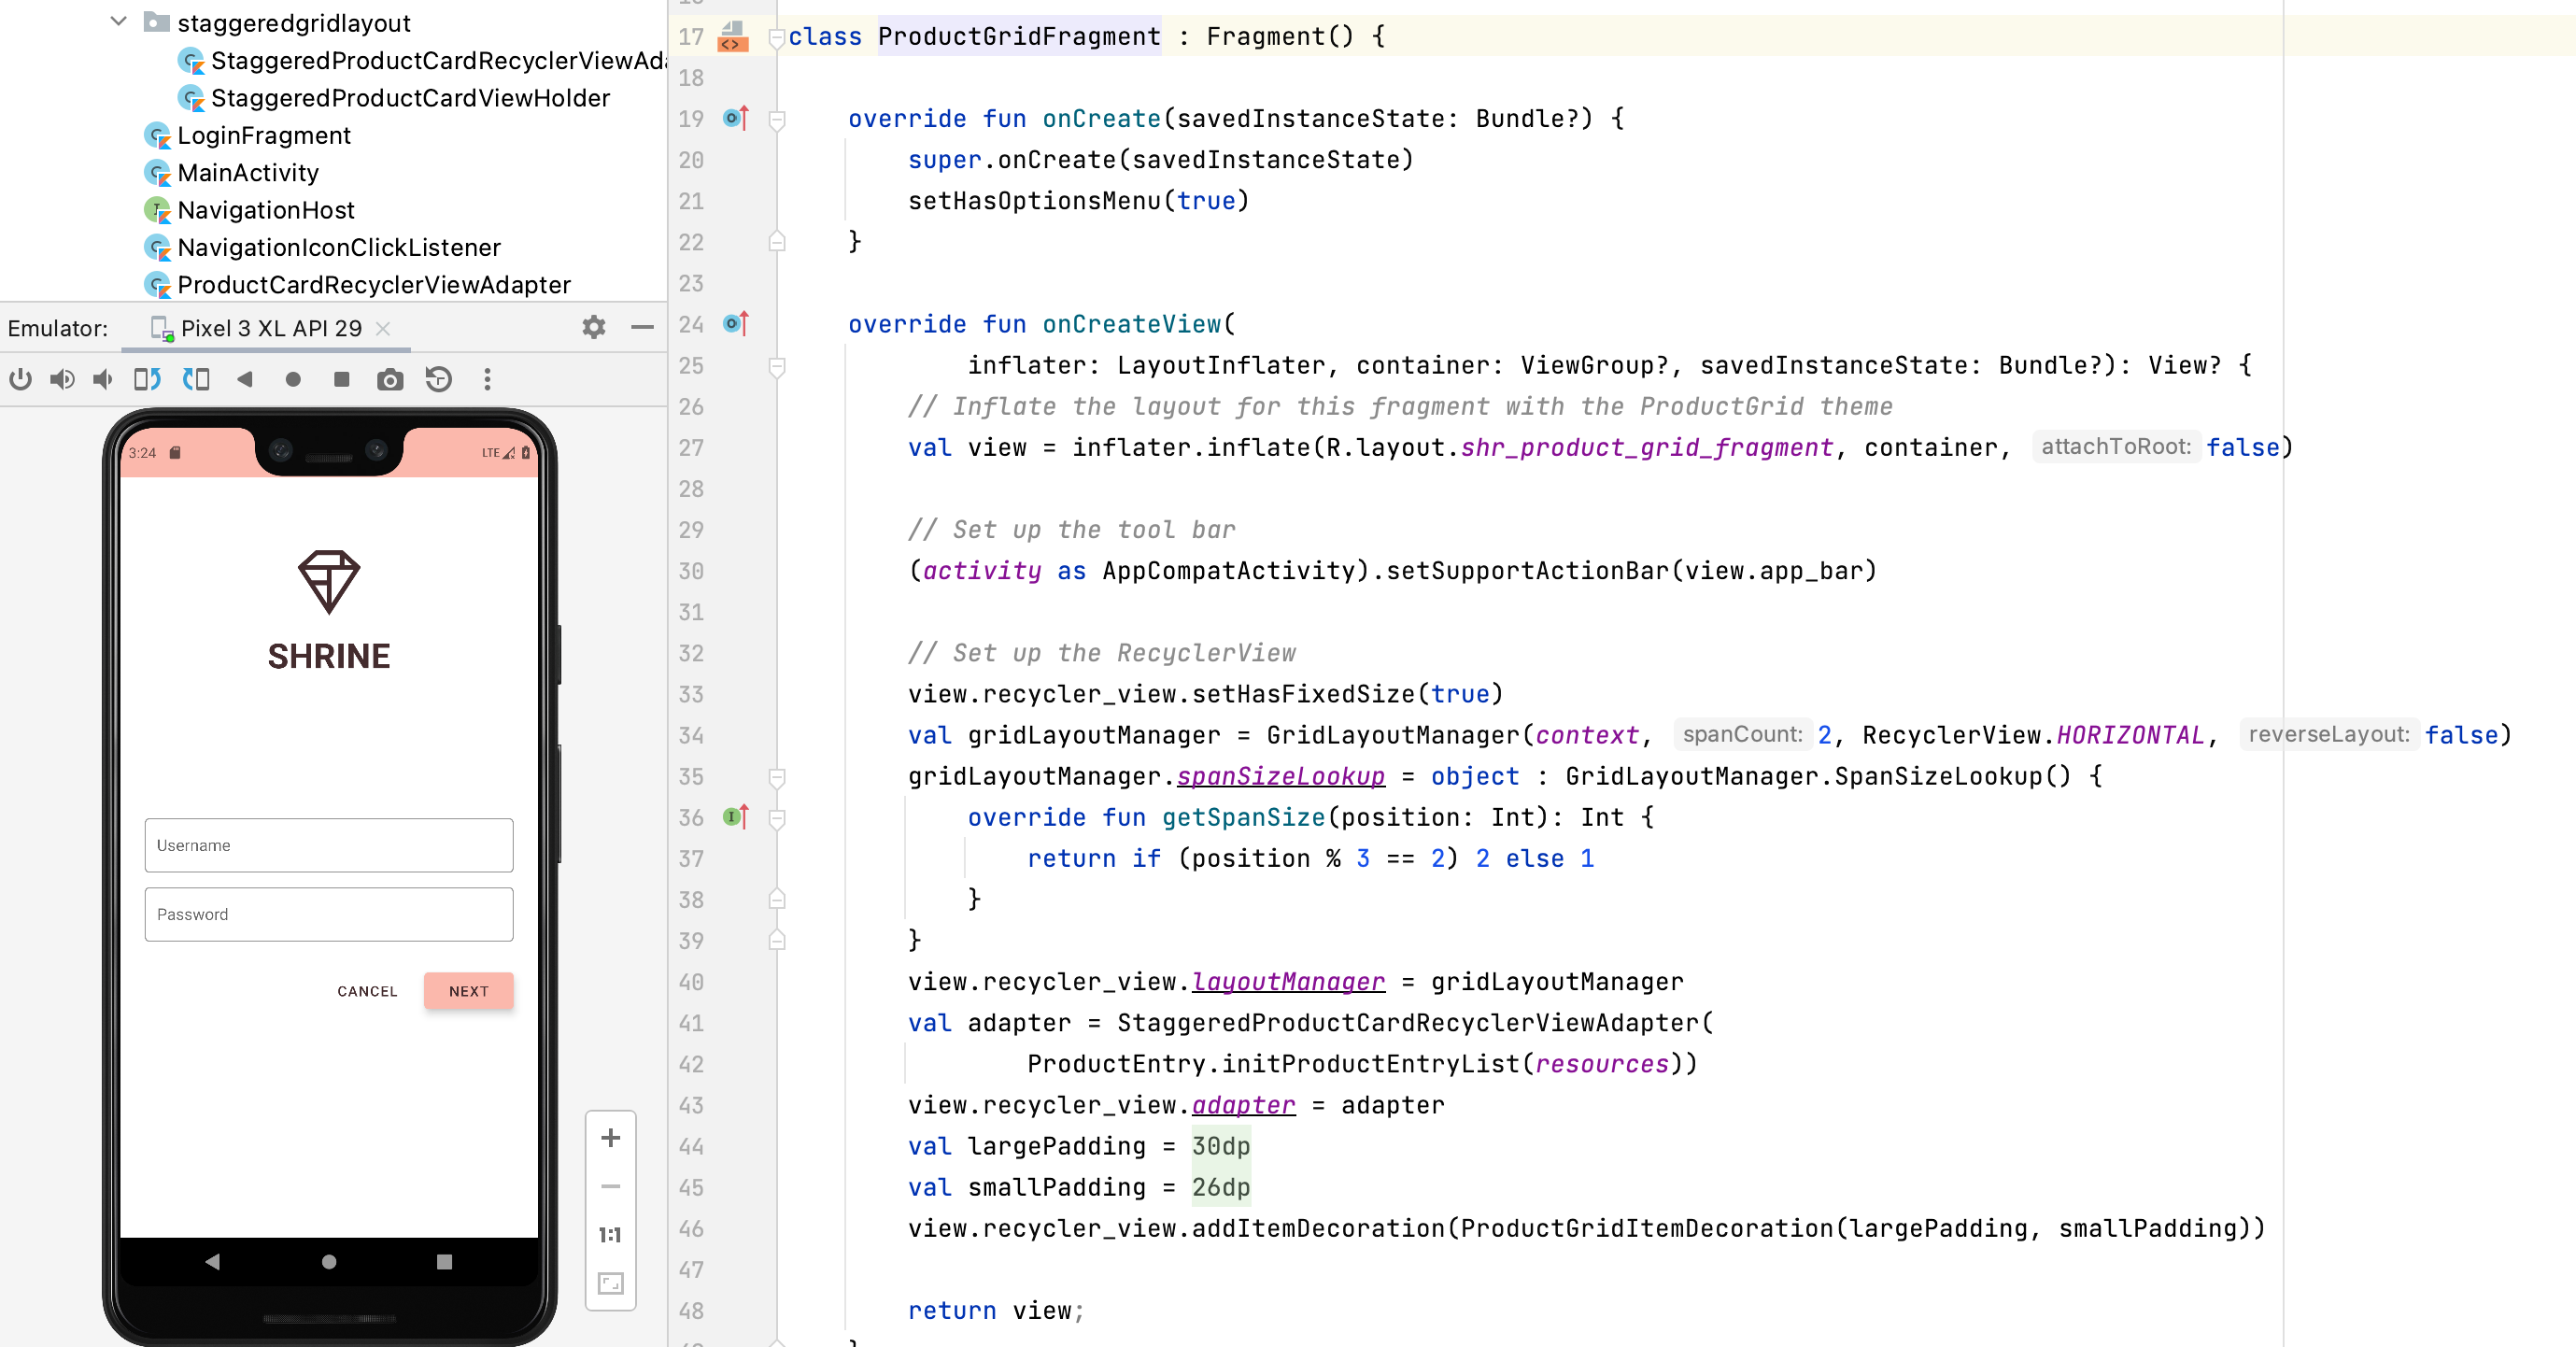 staggeredgridlayout
StaggeredProductCardRecyclerViewAda
StaggeredProductCardViewHolder
LoginFragment
MainActivity
NavigationHost
NavigationIconClickListener
ProductCardRecyclerViewAdapter
Emulator: Pixel 3 XL API 29
3:24 LTE
SHRINE
Username
Password
CANCEL NEXT
1:1
17 class ProductGridFragment : Fragment() {
18
19 override fun onCreate(savedInstanceState: Bundle?) {
20 super.onCreate(savedInstanceState)
21 setHasOptionsMenu(true)
22 }
23
24 override fun onCreateView(
25 inflater: LayoutInflater, container: ViewGroup?, savedInstanceState: Bundle?): View? {
26 // Inflate the layout for this fragment with the ProductGrid theme
27 val view = inflater.inflate(R.layout.shr_product_grid_fragment, container, attachToRoot: false)
28
29 // Set up the tool bar
30 (activity as AppCompatActivity).setSupportActionBar(view.app_bar)
31
32 // Set up the RecyclerView
33 view.recycler_view.setHasFixedSize(true)
34 val gridLayoutManager = GridLayoutManager(context, spanCount: 2, RecyclerView.HORIZONTAL, reverseLayout: false)
35 gridLayoutManager.spanSizeLookup = object : GridLayoutManager.SpanSizeLookup() {
36 override fun getSpanSize(position: Int): Int {
37 return if (position % 3 == 2) 2 else 1
38 }
39 }
40 view.recycler_view.layoutManager = gridLayoutManager
41 val adapter = StaggeredProductCardRecyclerViewAdapter(
42 ProductEntry.initProductEntryList(resources))
43 view.recycler_view.adapter = adapter
44 val largePadding = 30dp
45 val smallPadding = 26dp
46 view.recycler_view.addItemDecoration(ProductGridItemDecoration(largePadding, smallPadding))
47
48 return view;